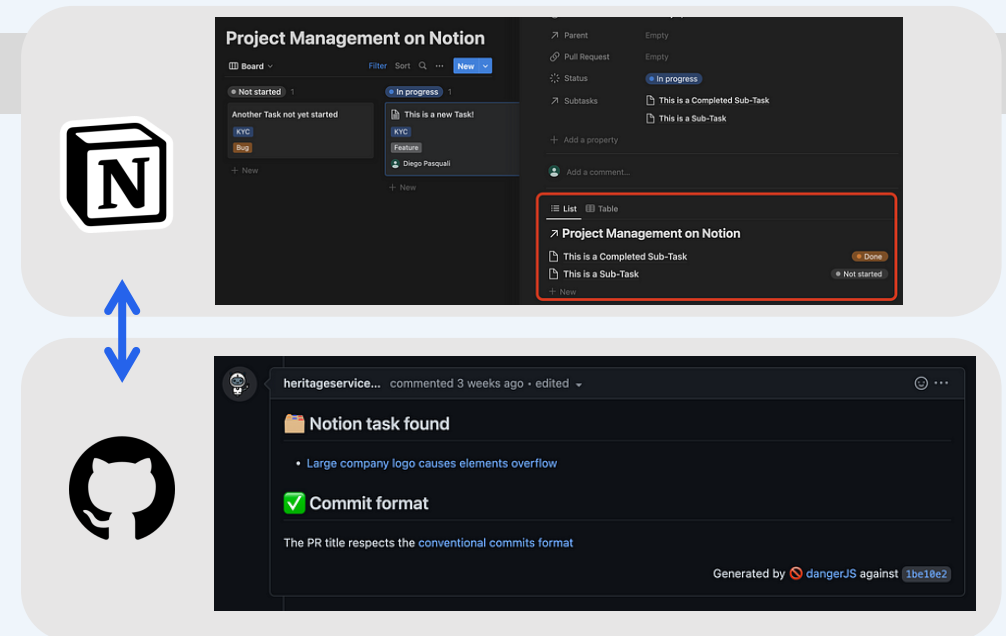 N
Project Management on Notion
Board
Filter Sort ··· New
Not started 1
In progress 1
Another Task not yet started
KYC
Bug
+ New
This is a new Task!
KYC
Feature
Diego Pasquali
+ New
Parent Empty
Pull Request Empty
Status In progress
Subtasks This is a Completed Sub-Task
This is a Sub-Task
+ Add a property
Add a comment...
List Table
Project Management on Notion
This is a Completed Sub-Task Done
This is a Sub-Task Not started
+ New
heritageservice... commented 3 weeks ago • edited
Notion task found
• Large company logo causes elements overflow
Commit format
The PR title respects the conventional commits format
Generated by dangerJS against 1be10e2